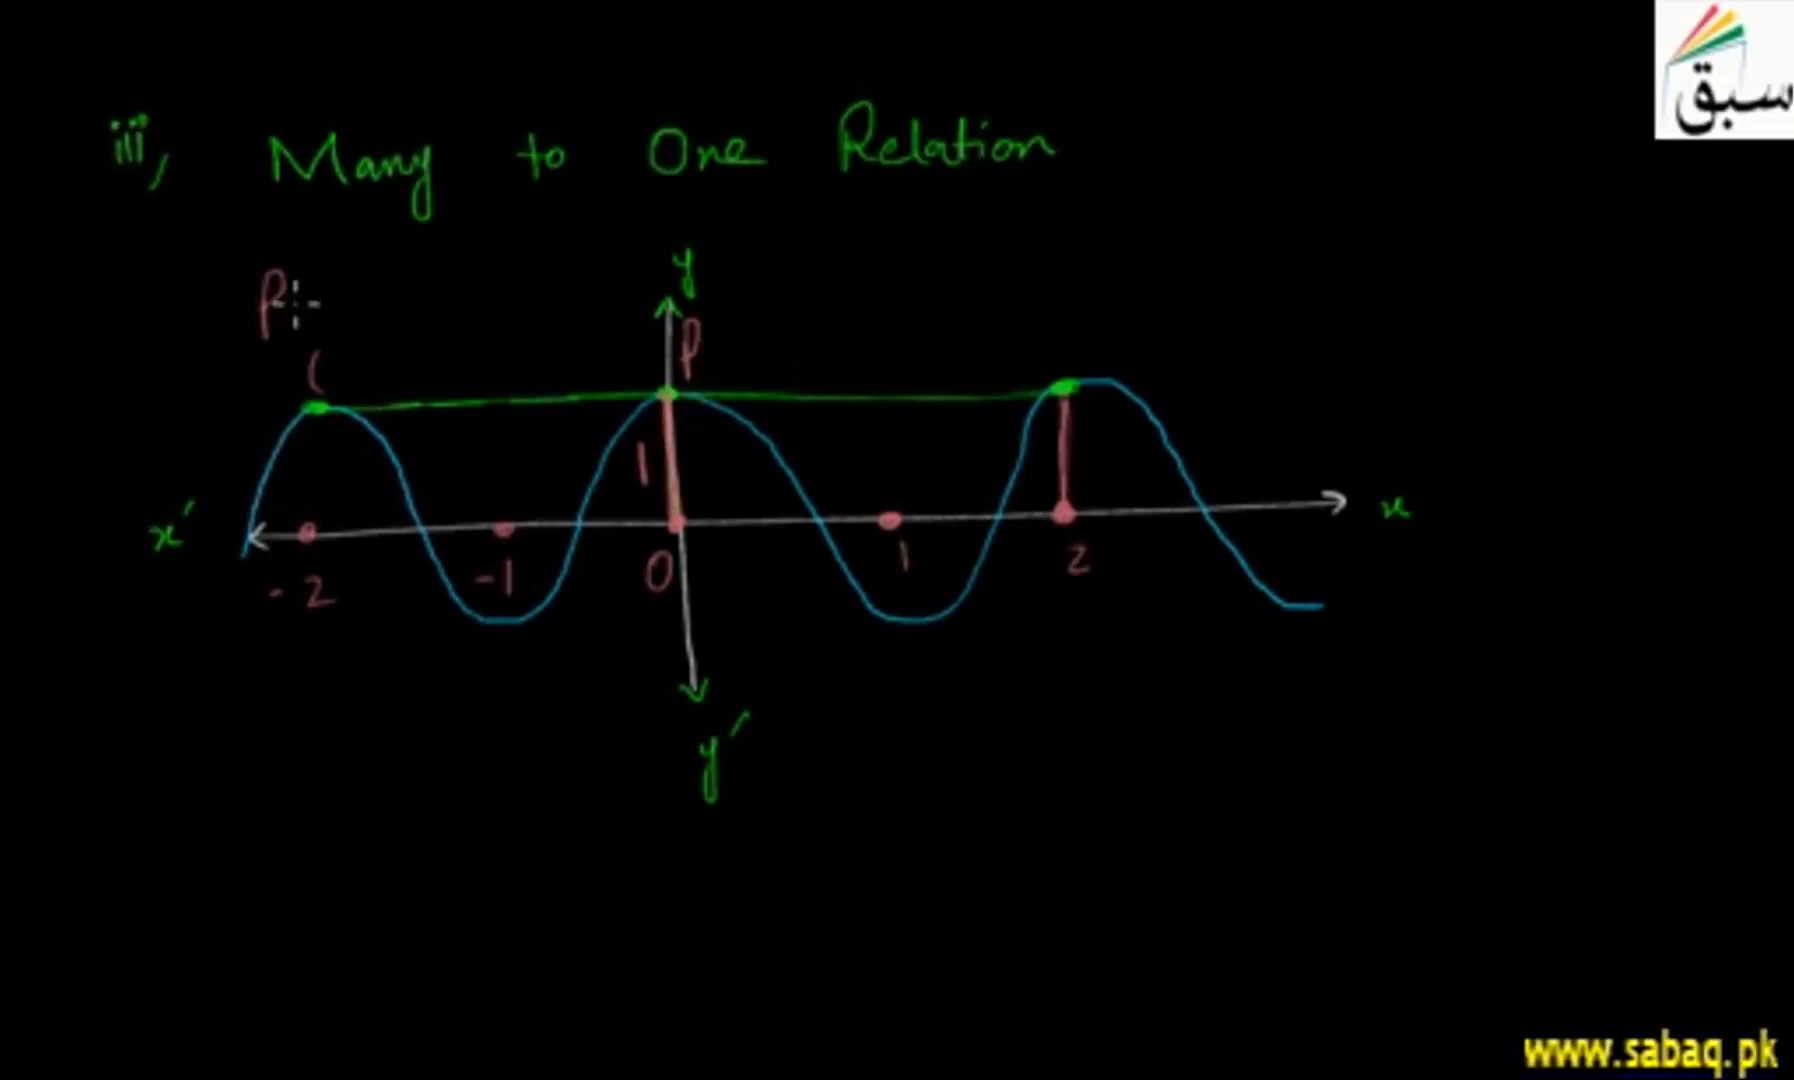 سبق
iii, Many to One Relation
y
P
P
(
1
x'
x
-2
-1
0
1
2
y'
www.sabaq.pk